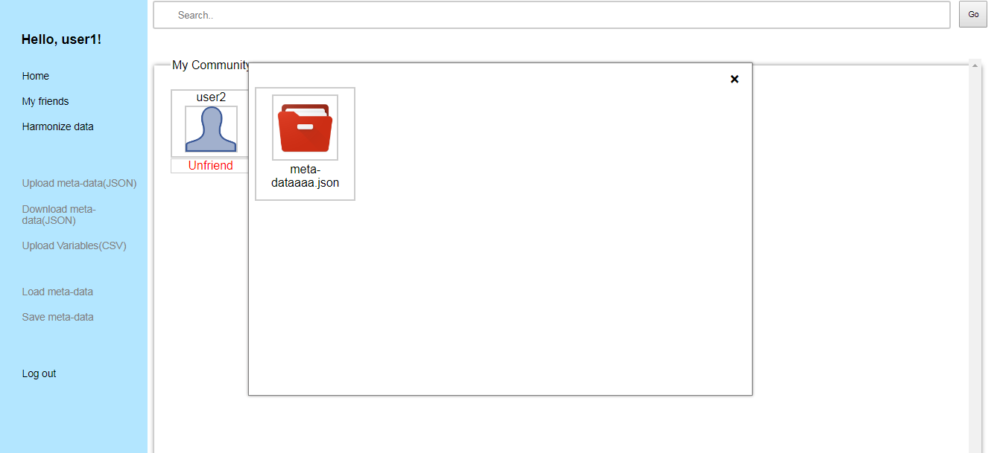 Hello, user1!
Home
My friends
Harmonize data
Upload meta-data(JSON)
Download meta-
data(JSON)
Upload Variables(CSV)
Load meta-data
Save meta-data
Log out
Search..
Go
My Community
user2
Unfriend
×
meta-
dataaaa.json